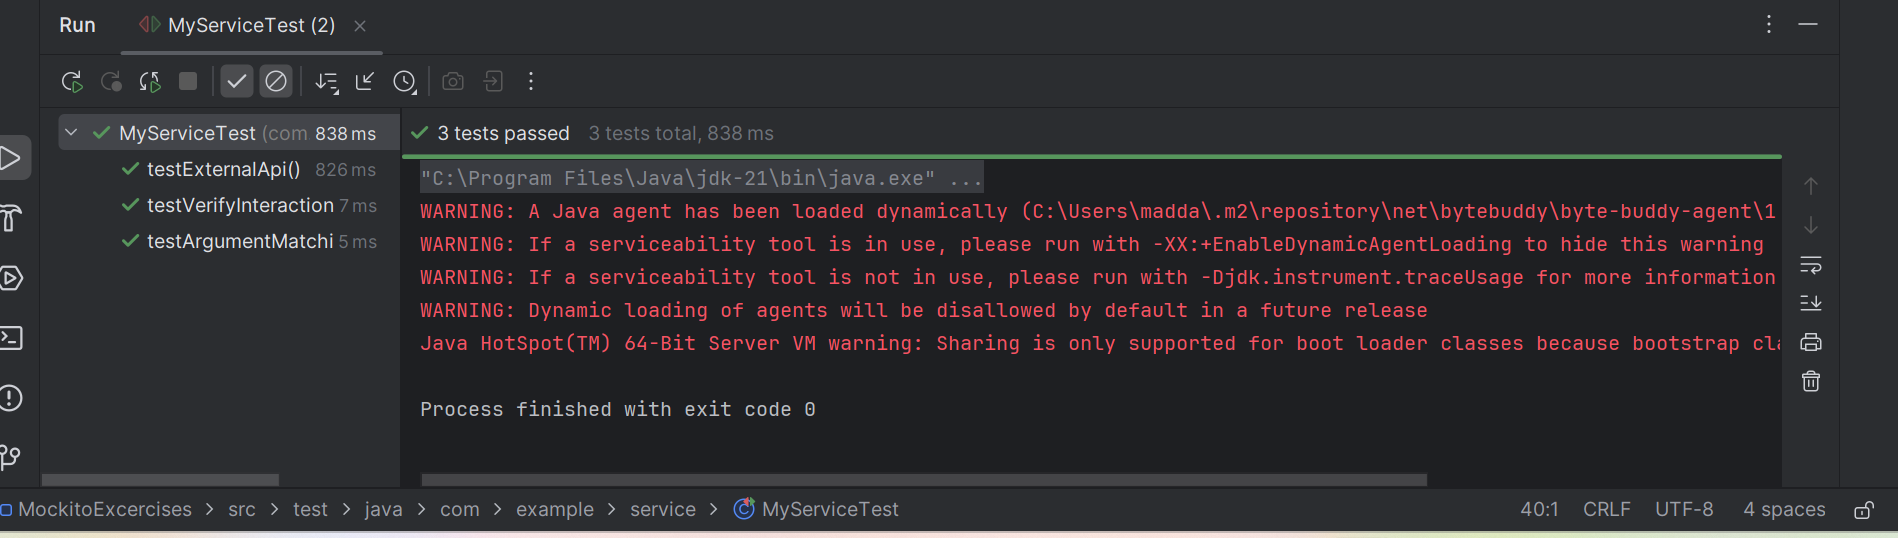 Run
MyServiceTest (2)
MyServiceTest (com 838 ms
testExternalApi() 826 ms
testVerifyInteraction 7 ms
testArgumentMatchi 5 ms
3 tests passed 3 tests total, 838 ms
"C:\Program Files\Java\jdk-21\bin\java.exe" ...
WARNING: A Java agent has been loaded dynamically (C:\Users\madda\.m2\repository\net\bytebuddy\byte-buddy-agent\1
WARNING: If a serviceability tool is in use, please run with -XX:+EnableDynamicAgentLoading to hide this warning
WARNING: If a serviceability tool is not in use, please run with -Djdk.instrument.traceUsage for more information
WARNING: Dynamic loading of agents will be disallowed by default in a future release
Java HotSpot(TM) 64-Bit Server VM warning: Sharing is only supported for boot loader classes because bootstrap cla
Process finished with exit code 0
MockitoExcercises > src > test > java > com > example > service > MyServiceTest
40:1 CRLF UTF-8 4 spaces